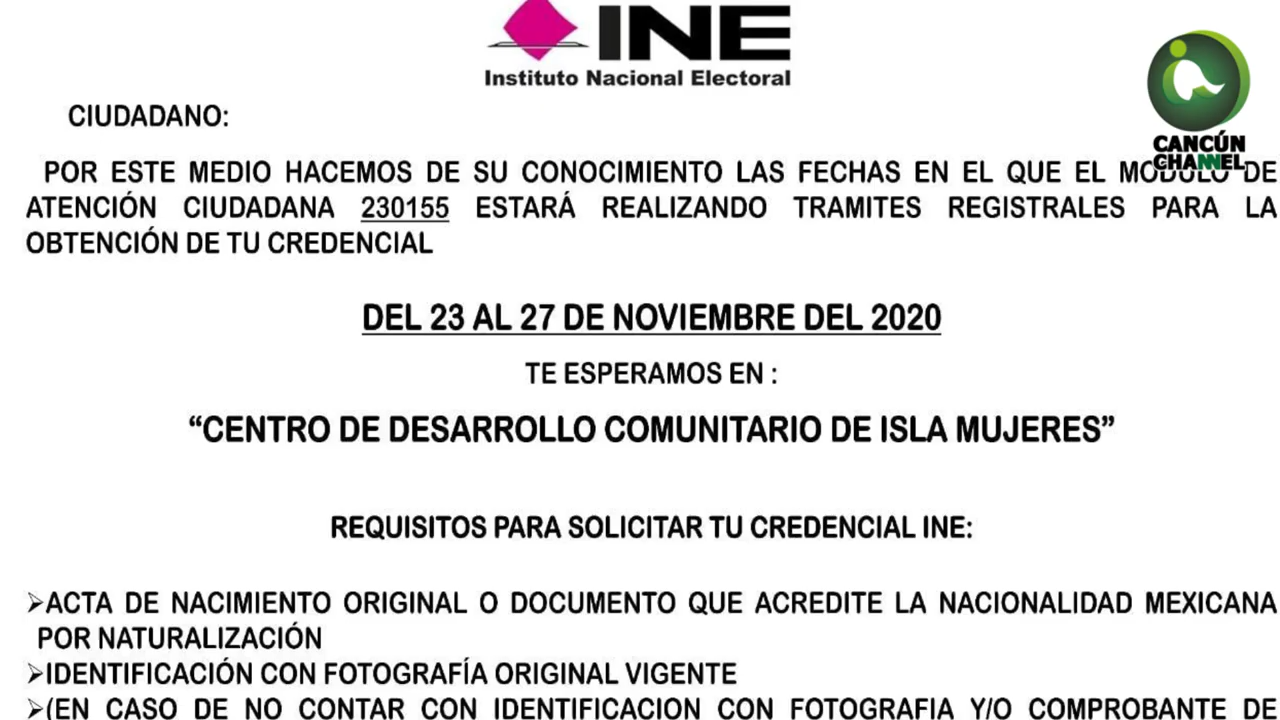 INE
Instituto Nacional Electoral
CANCÚN
CHANNEL
CIUDADANO:
POR ESTE MEDIO HACEMOS DE SU CONOCIMIENTO LAS FECHAS EN EL QUE EL MODULO DE
ATENCIÓN CIUDADANA 230155 ESTARÁ REALIZANDO TRAMITES REGISTRALES PARA LA
OBTENCIÓN DE TU CREDENCIAL
DEL 23 AL 27 DE NOVIEMBRE DEL 2020
TE ESPERAMOS EN :
“CENTRO DE DESARROLLO COMUNITARIO DE ISLA MUJERES”
REQUISITOS PARA SOLICITAR TU CREDENCIAL INE:
➢ACTA DE NACIMIENTO ORIGINAL O DOCUMENTO QUE ACREDITE LA NACIONALIDAD MEXICANA
POR NATURALIZACIÓN
➢IDENTIFICACIÓN CON FOTOGRAFÍA ORIGINAL VIGENTE
➢(EN CASO DE NO CONTAR CON IDENTIFICACION CON FOTOGRAFIA Y/O COMPROBANTE DE